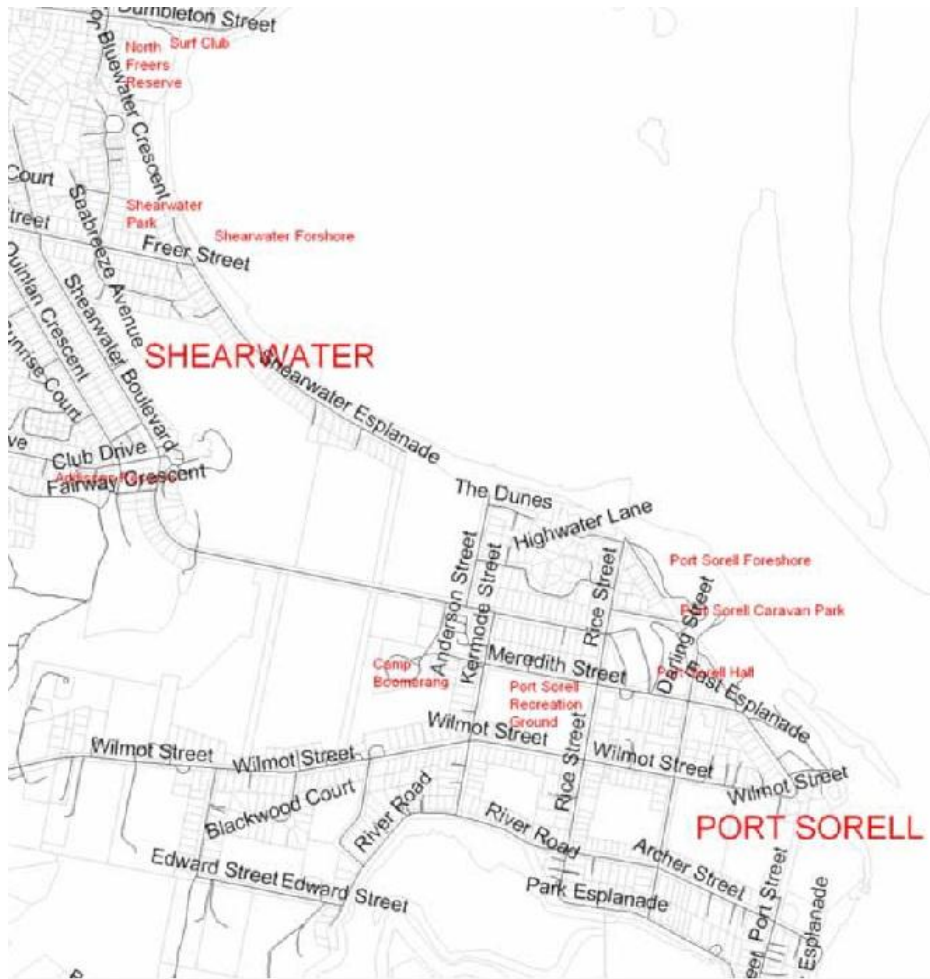 Dumbleton Street
Surf Club
North
Freers
Reserve
Bluewater Crescent
Court
Shearwater
Park
Seabreeze Avenue
Shearwater Forshore
Freer Street
Quinlan Crescent
Shearwater Boulevard
SHEARWATER
Sunrise Court
Shearwater Esplanade
Club Drive
Fairway Crescent
The Dunes
Highwater Lane
Anderson Street
Kermode Street
Rice Street
Port Sorell Foreshore
Port Sorell Caravan Park
Darling Street
Camp
Boomerang
Meredith Street
Port Sorell Hall
East Esplanade
Port Sorell
Recreation
Ground
Wilmot Street
Wilmot Street
Wilmot Street
Wilmot Street
Wilmot Street
Rice Street
Blackwood Court
River Road
River Road
PORT SORELL
Archer Street
Edward Street
Edward Street
Park Esplanade
Port Street
Esplanade